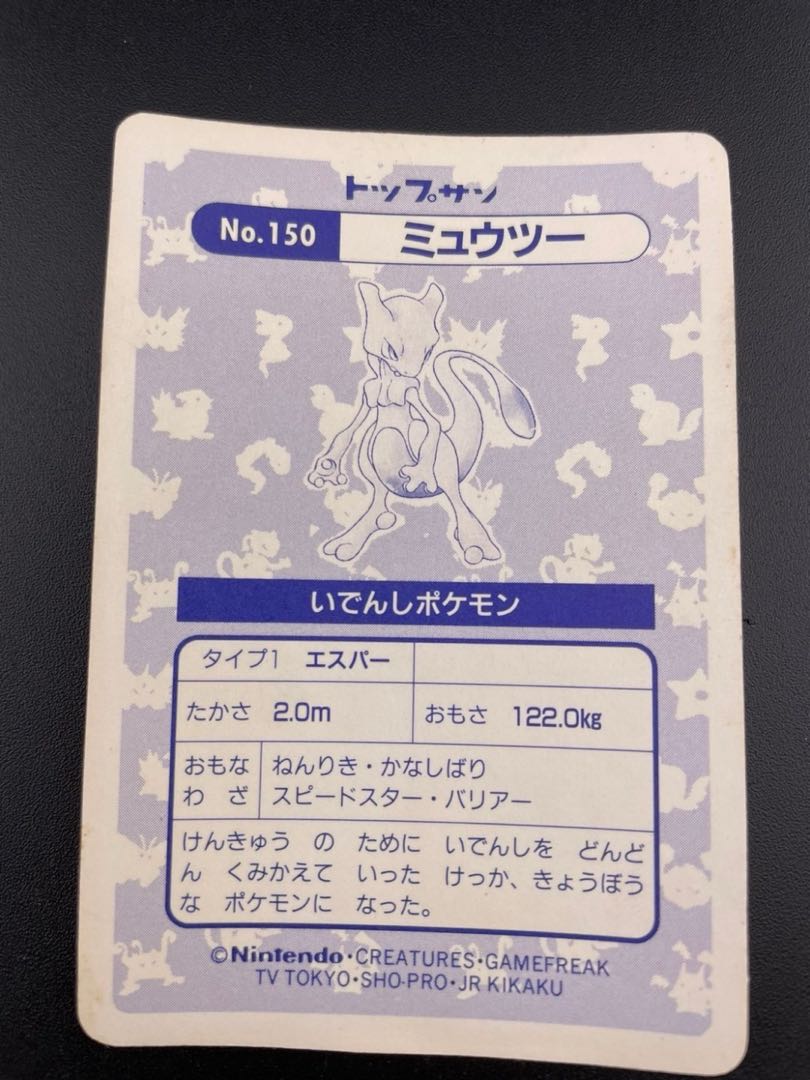 トップサン
No.150 ミュウツー
いでんしポケモン
タイプ1 エスパー
たかさ 2.0m おもさ 122.0kg
おもな ねんりき・かなしばり
わ ざ スピードスター・バリアー
けんきゅう の ために いでんしを どんど
ん くみかえて いった けっか、きょうぼう
な ポケモンに なった。
©Nintendo・CREATURES・GAMEFREAK
TV TOKYO・SHO-PRO・JR KIKAKU